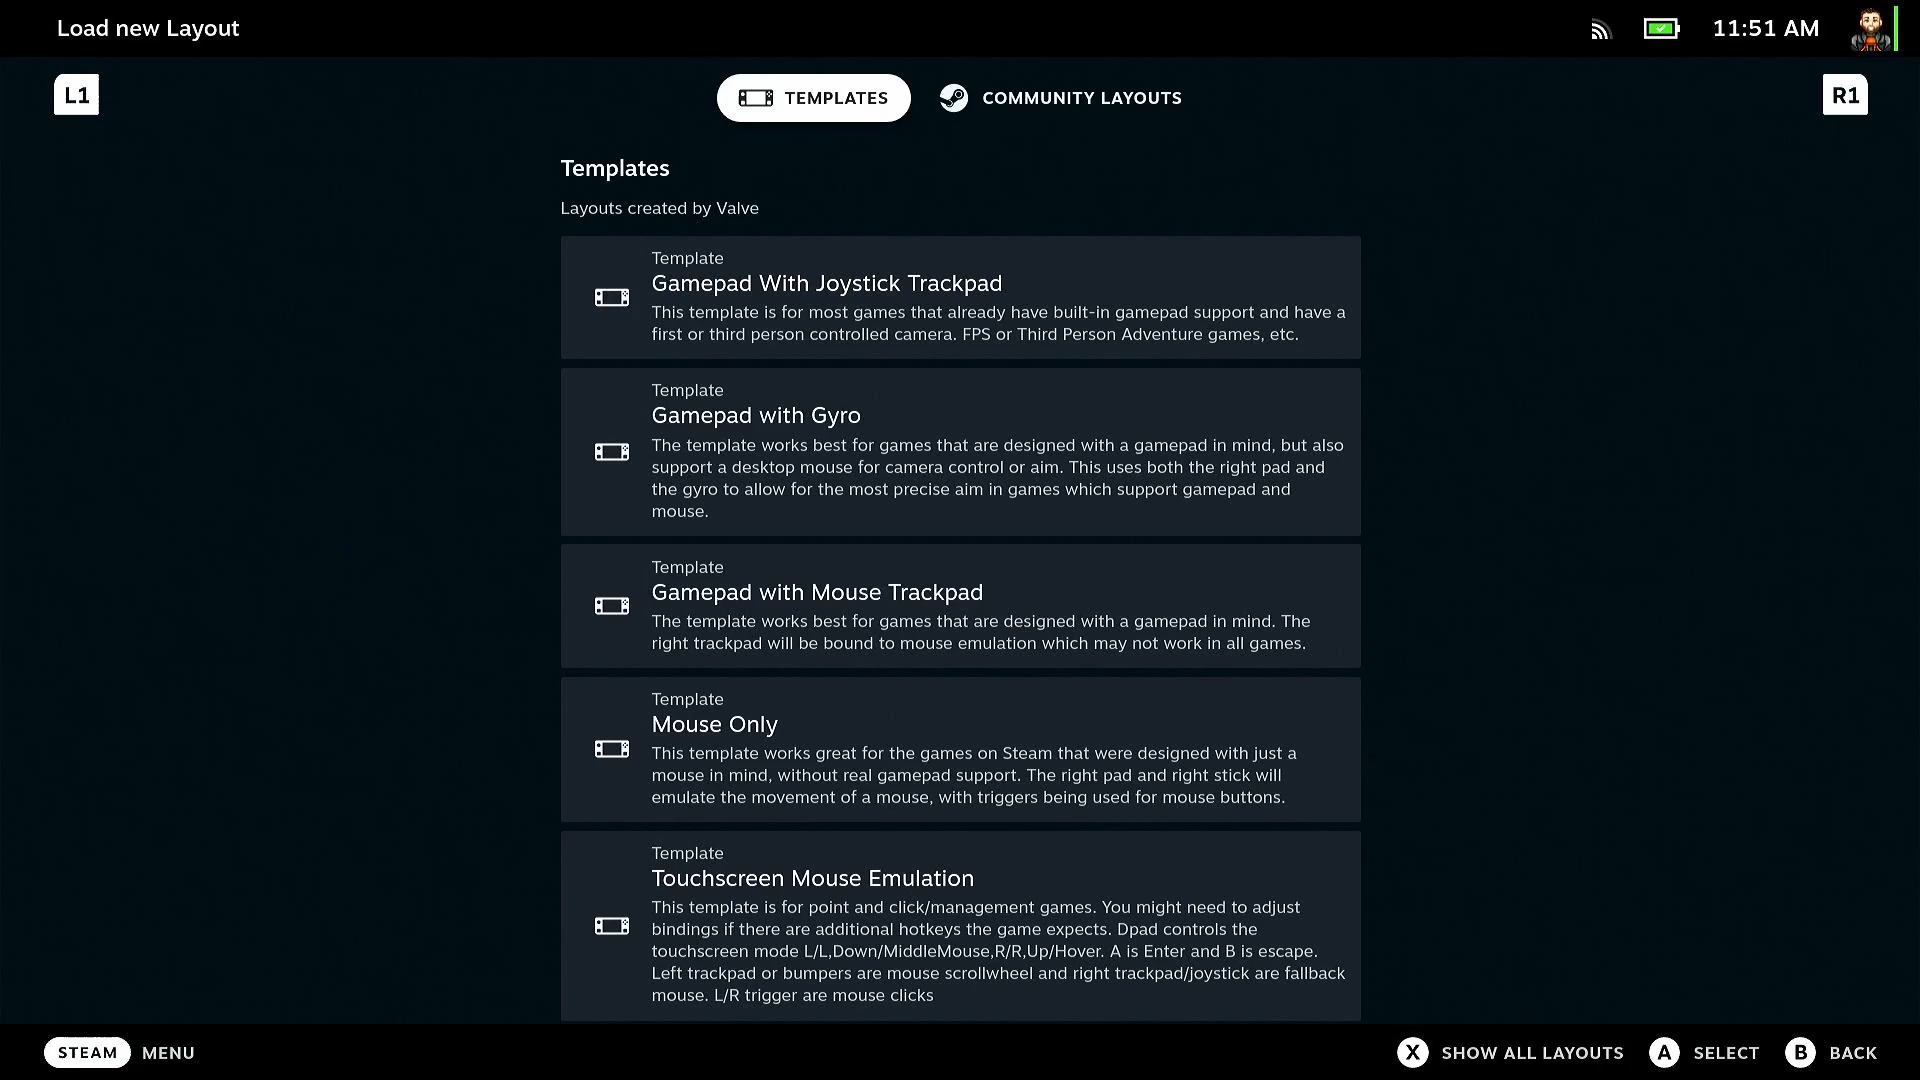 Load new Layout
11:51 AM
L1
TEMPLATES
COMMUNITY LAYOUTS
R1
Templates
Layouts created by Valve
Template
Gamepad With Joystick Trackpad
This template is for most games that already have built-in gamepad support and have a
first or third person controlled camera. FPS or Third Person Adventure games, etc.
Template
Gamepad with Gyro
The template works best for games that are designed with a gamepad in mind, but also
support a desktop mouse for camera control or aim. This uses both the right pad and
the gyro to allow for the most precise aim in games which support gamepad and
mouse.
Template
Gamepad with Mouse Trackpad
The template works best for games that are designed with a gamepad in mind. The
right trackpad will be bound to mouse emulation which may not work in all games.
Template
Mouse Only
This template works great for the games on Steam that were designed with just a
mouse in mind, without real gamepad support. The right pad and right stick will
emulate the movement of a mouse, with triggers being used for mouse buttons.
Template
Touchscreen Mouse Emulation
This template is for point and click/management games. You might need to adjust
bindings if there are additional hotkeys the game expects. Dpad controls the
touchscreen mode L/L,Down/MiddleMouse,R/R,Up/Hover. A is Enter and B is escape.
Left trackpad or bumpers are mouse scrollwheel and right trackpad/joystick are fallback
mouse. L/R trigger are mouse clicks
STEAM MENU
X SHOW ALL LAYOUTS
A SELECT
B BACK